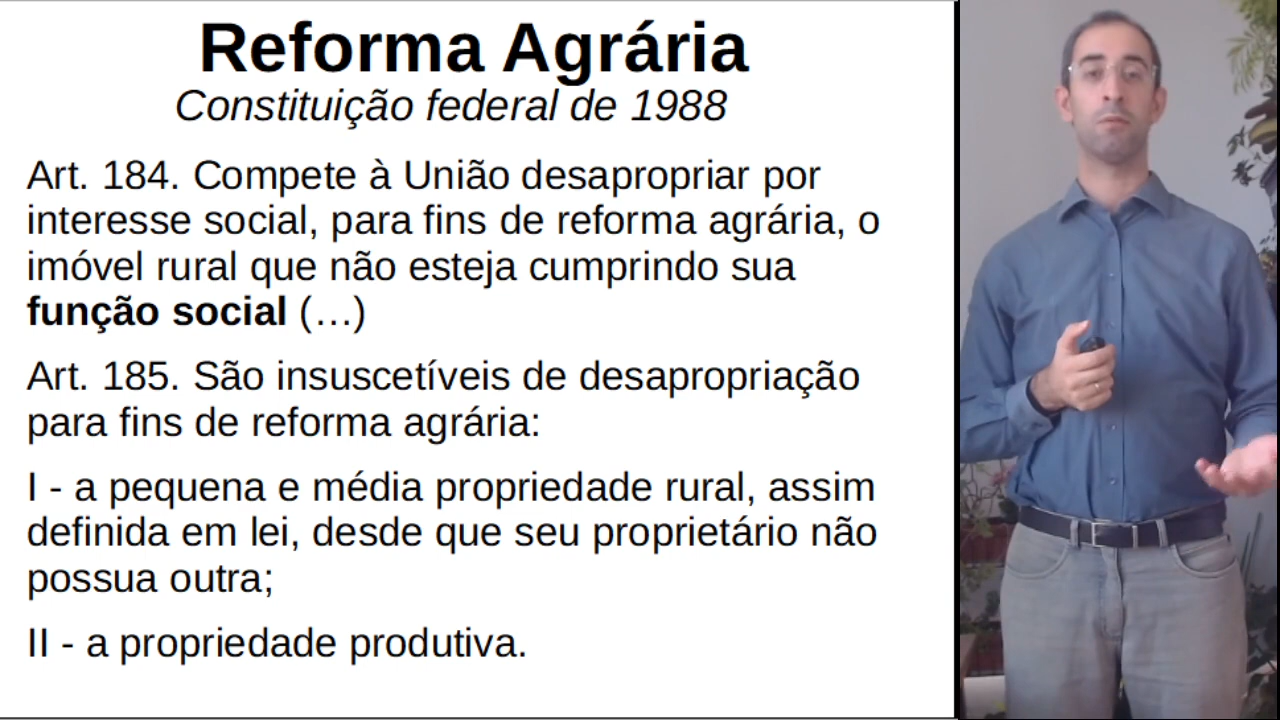 Reforma Agrária
Constituição federal de 1988
Art. 184. Compete à União desapropriar por
interesse social, para fins de reforma agrária, o
imóvel rural que não esteja cumprindo sua
função social (…)
Art. 185. São insuscetíveis de desapropriação
para fins de reforma agrária:
I - a pequena e média propriedade rural, assim
definida em lei, desde que seu proprietário não
possua outra;
II - a propriedade produtiva.